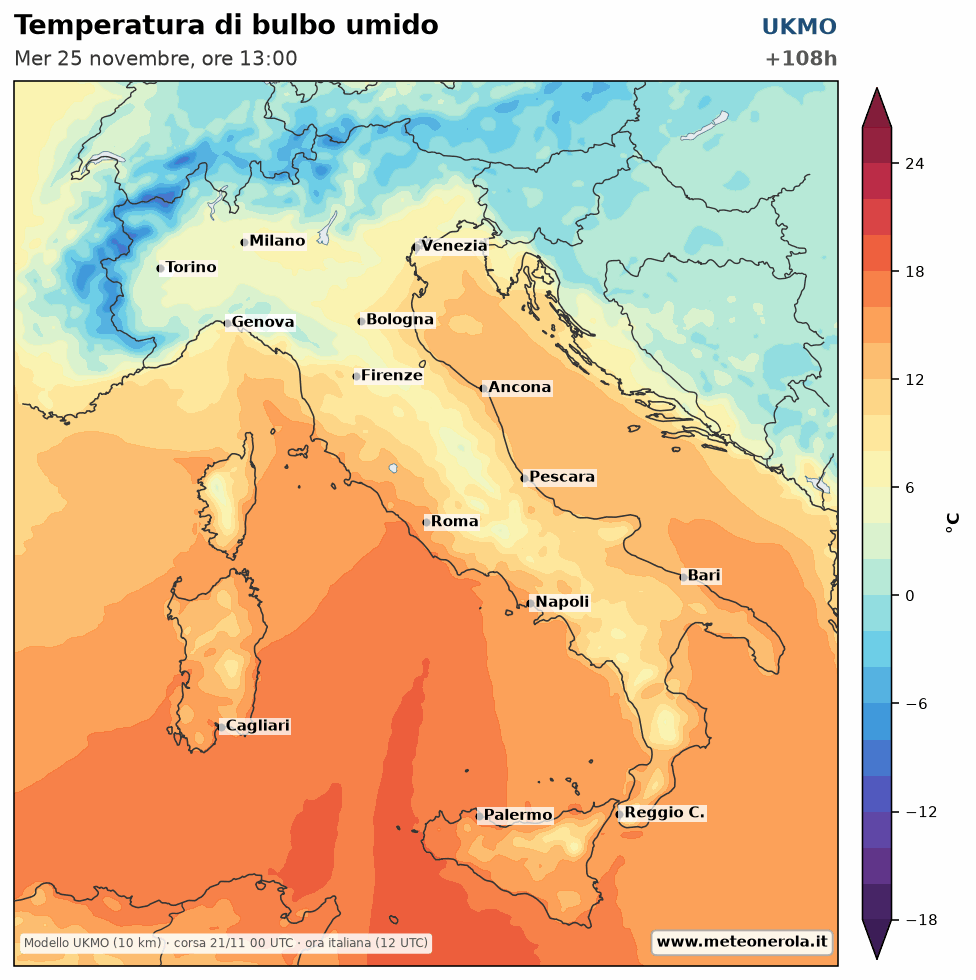 Temperatura di bulbo umido
UKMO
Mer 25 novembre, ore 13:00
+108h
Milano
Venezia
Torino
Genova
Bologna
Firenze
Ancona
Pescara
Roma
Bari
Napoli
Cagliari
Palermo
Reggio C.
24
18
12
6
0
−6
−12
−18
°C
Modello UKMO (10 km) · corsa 21/11 00 UTC · ora italiana (12 UTC)
www.meteonerola.it